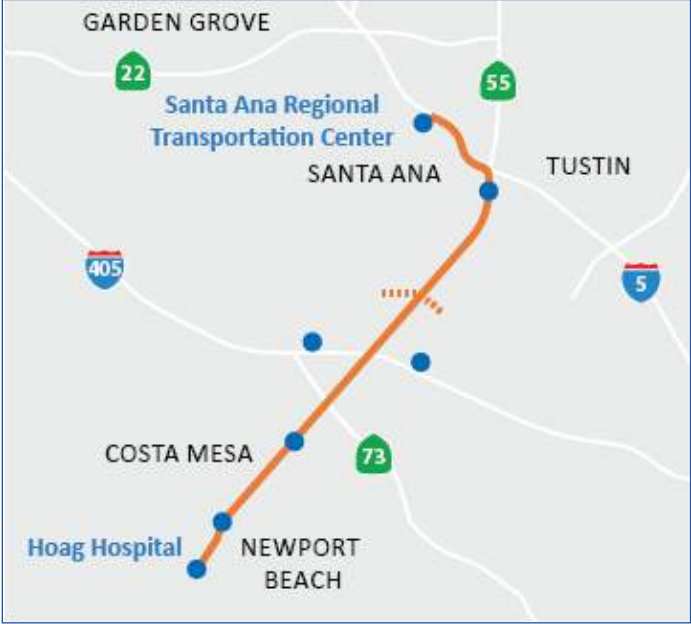 GARDEN GROVE
22
55
Santa Ana Regional
Transportation Center
SANTA ANA
TUSTIN
405
5
COSTA MESA
73
Hoag Hospital
NEWPORT
BEACH